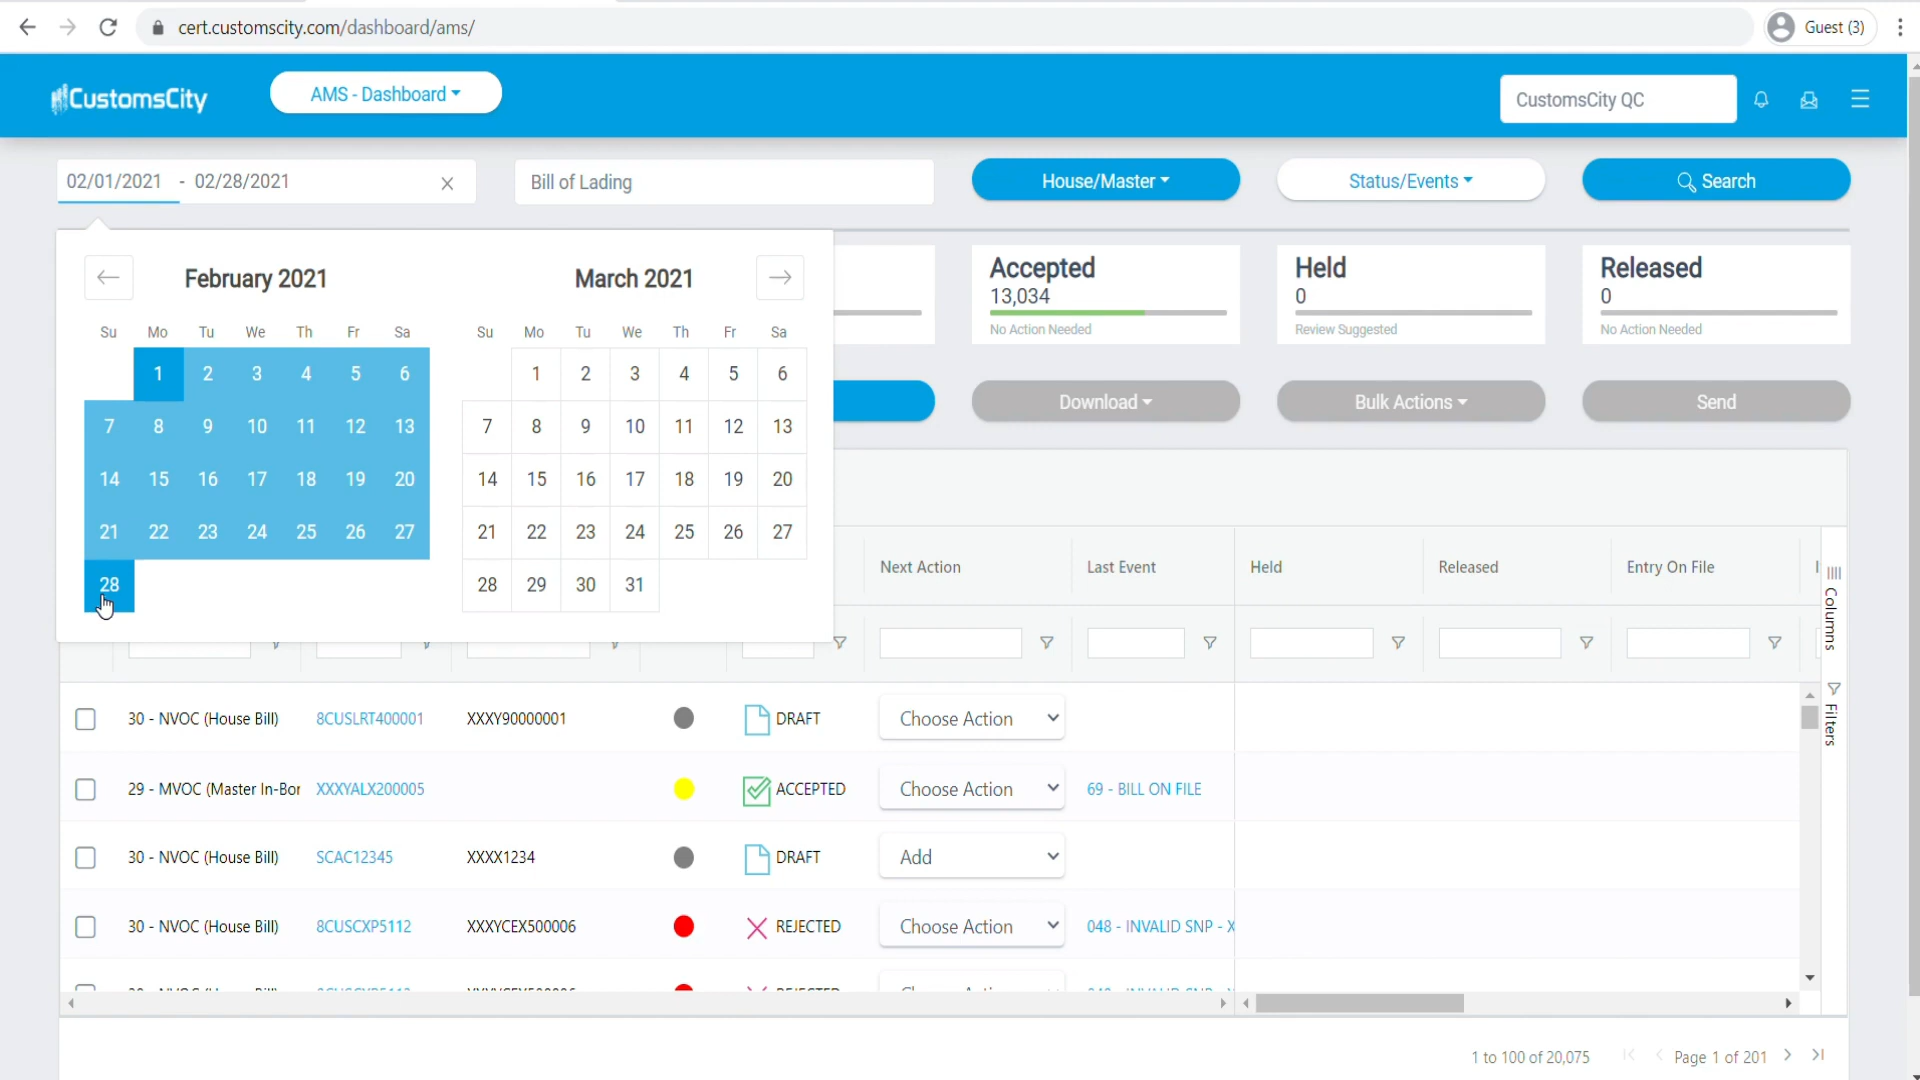 cert.customscity.com/dashboard/ams/
Guest (3)
CustomsCity
AMS - Dashboard
CustomsCity QC
02/01/2021 - 02/28/2021
Bill of Lading
House/Master
Status/Events
Search
February 2021
Su Mo Tu We Th Fr Sa
1 2 3 4 5 6
7 8 9 10 11 12 13
14 15 16 17 18 19 20
21 22 23 24 25 26 27
28
March 2021
Su Mo Tu We Th Fr Sa
1 2 3 4 5 6
7 8 9 10 11 12 13
14 15 16 17 18 19 20
21 22 23 24 25 26 27
28 29 30 31
Accepted
13,034
No Action Needed
Held
0
Review Suggested
Released
0
No Action Needed
Download
Bulk Actions
Send
Next Action Last Event Held Released Entry On File
Columns
Filters
30 - NVOC (House Bill) 8CUSLRT400001 XXXY90000001 DRAFT Choose Action
29 - MVOC (Master In-Bor XXXYALX200005 ACCEPTED Choose Action 69 - BILL ON FILE
30 - NVOC (House Bill) SCAC12345 XXXX1234 DRAFT Add
30 - NVOC (House Bill) 8CUSCXP5112 XXXYCEX500006 REJECTED Choose Action 048 - INVALID SNP - X
1 to 100 of 20,075 Page 1 of 201